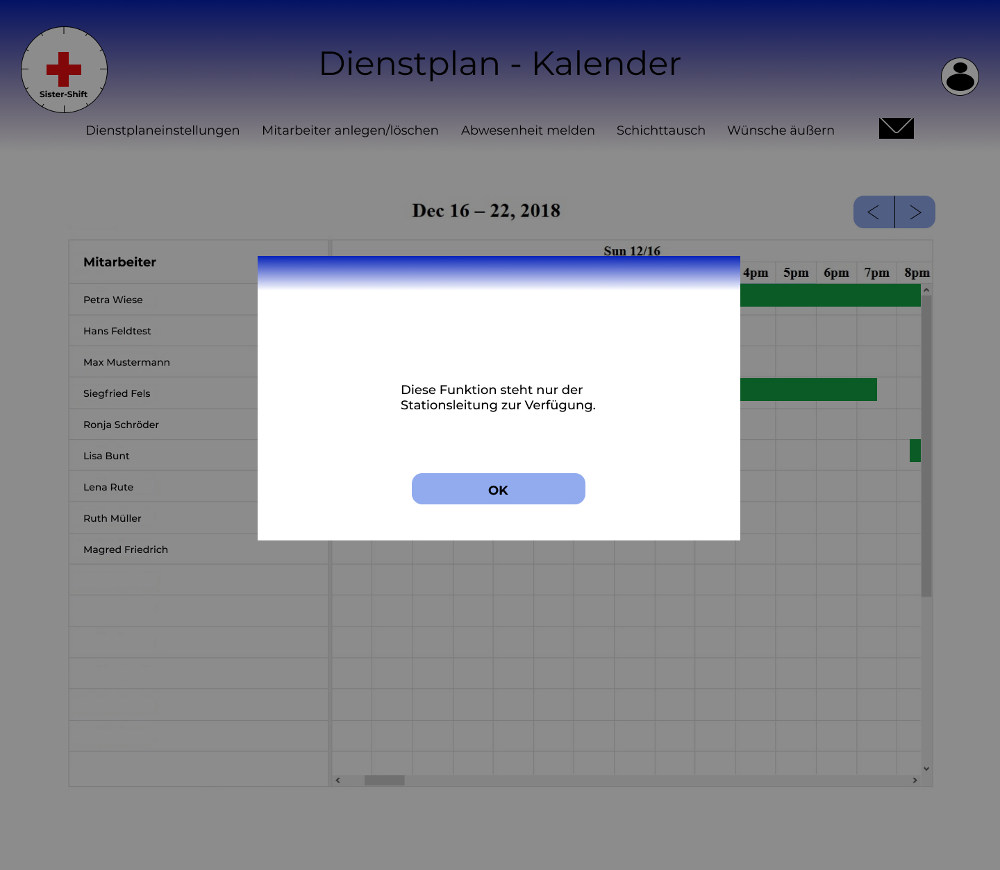 Dienstplan - Kalender
Sister-Shift
Dienstplaneinstellungen Mitarbeiter anlegen/löschen Abwesenheit melden Schichttausch Wünsche äußern
Dec 16 – 22, 2018
< >
Sun 12/16
Mitarbeiter
4pm 5pm 6pm 7pm 8pm
Petra Wiese
Hans Feldtest
Max Mustermann
Siegfried Fels
Ronja Schröder
Lisa Bunt
Lena Rute
Ruth Müller
Magred Friedrich
Diese Funktion steht nur der
Stationsleitung zur Verfügung.
OK